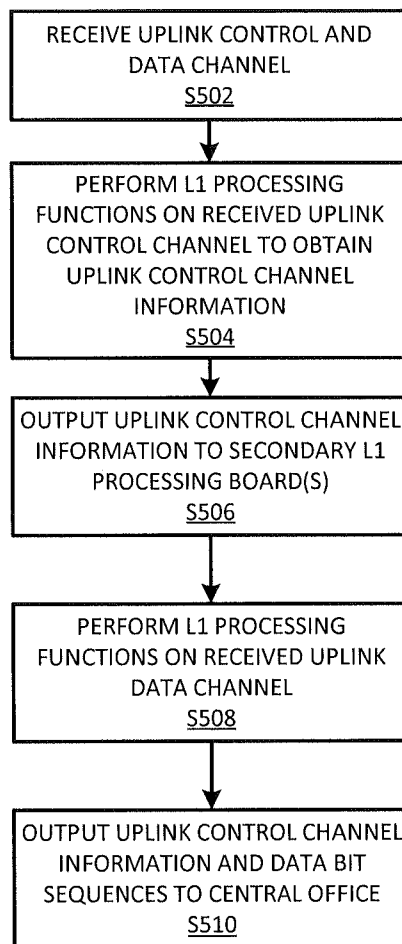 RECEIVE UPLINK CONTROL AND
DATA CHANNEL
S502
PERFORM L1 PROCESSING
FUNCTIONS ON RECEIVED UPLINK
CONTROL CHANNEL TO OBTAIN
UPLINK CONTROL CHANNEL
INFORMATION
S504
OUTPUT UPLINK CONTROL CHANNEL
INFORMATION TO SECONDARY L1
PROCESSING BOARD(S)
S506
PERFORM L1 PROCESSING
FUNCTIONS ON RECEIVED UPLINK
DATA CHANNEL
S508
OUTPUT UPLINK CONTROL CHANNEL
INFORMATION AND DATA BIT
SEQUENCES TO CENTRAL OFFICE
S510